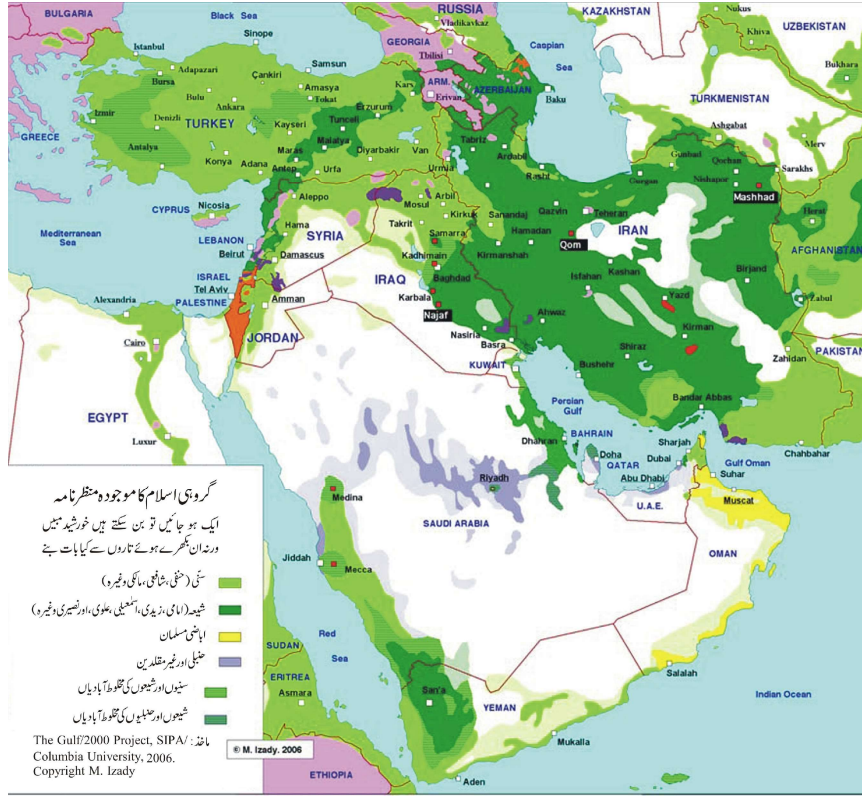 BULGARIA
Black Sea
RUSSIA
Vladikavkaz
KAZAKHSTAN
Nukus
UZBEKISTAN
Khiva
Bukhara
Istanbul
Sinope
GEORGIA
Tbilisi
Caspian Sea
Adapazari
Bursa
Bulu
Çankiri
Samsun
Amasya
Tokat
Kars
ARM.
Erivan
AZERBAIJAN
Baku
TURKMENISTAN
Ankara
Erzurum
Izmir
Denizli
TURKEY
Kayseri
Tunceli
Malatya
GREECE
Antalya
Konya
Adana
Maras
Antep
Urfa
Diyarbakir
Van
Urmia
Tabriz
Ardabil
Rasht
Ashgabat
Merv
Gunbad
Gurgan
Qorhan
Nishapor
Sarakhs
Mashhad
CYPRUS
Nicosia
Aleppo
Hama
SYRIA
Mosul
Arbil
Kirkuk
Takrit
Samarra
Sanandaj
Qazvin
Teheran
Hamadan
Qom
IRAN
Kirmanshah
Kashan
Herat
AFGHANISTAN
Mediterranean Sea
LEBANON
Beirut
Damascus
ISRAEL
Tel Aviv
PALESTINE
Amman
JORDAN
IRAQ
Kadhimain
Baghdad
Karbala
Najaf
Isfahan
Birjand
Yazd
Zabul
Alexandria
Cairo
EGYPT
Luxur
Nasiria
Basra
Ahwaz
Kirman
Shiraz
Zahidan
PAKISTAN
KUWAIT
Bushehr
Persian Gulf
Bandar Abbas
Chahbahar
Dhahran
BAHRAIN
Doha
QATAR
Sharjah
Dubai
Abu Dhabi
U.A.E.
Gulf Oman
Suhar
Muscat
OMAN
Riyadh
SAUDI ARABIA
Medina
Jiddah
Mecca
Red Sea
SUDAN
ERITREA
Asmara
ETHIOPIA
San'a
YEMEN
Mukalla
Aden
Salalah
Indian Ocean
گروہی اسلام کا موجودہ منظرنامہ
ایک ہو جائیں تو بن سکتے ہیں خورشید مبیں
ورنہ ان بکھرے ہوئے تاروں سے کیا بات بنے
سنّی (حنفی، شافعی، مالکی وغیرہ)
شیعہ (امامی، زیدی، اسمٰعیلی، علوی، اور نصیری وغیرہ)
اباضی مسلمان
حنبلی اور غیر مقلدین
سنیوں اور شیعوں کی مخلوط آبادیاں
شیعوں اور حنبلیوں کی مخلوط آبادیاں
ماخذ: The Gulf/2000 Project, SIPA/
Columbia University, 2006.
Copyright M. Izady
© M. Izady. 2006